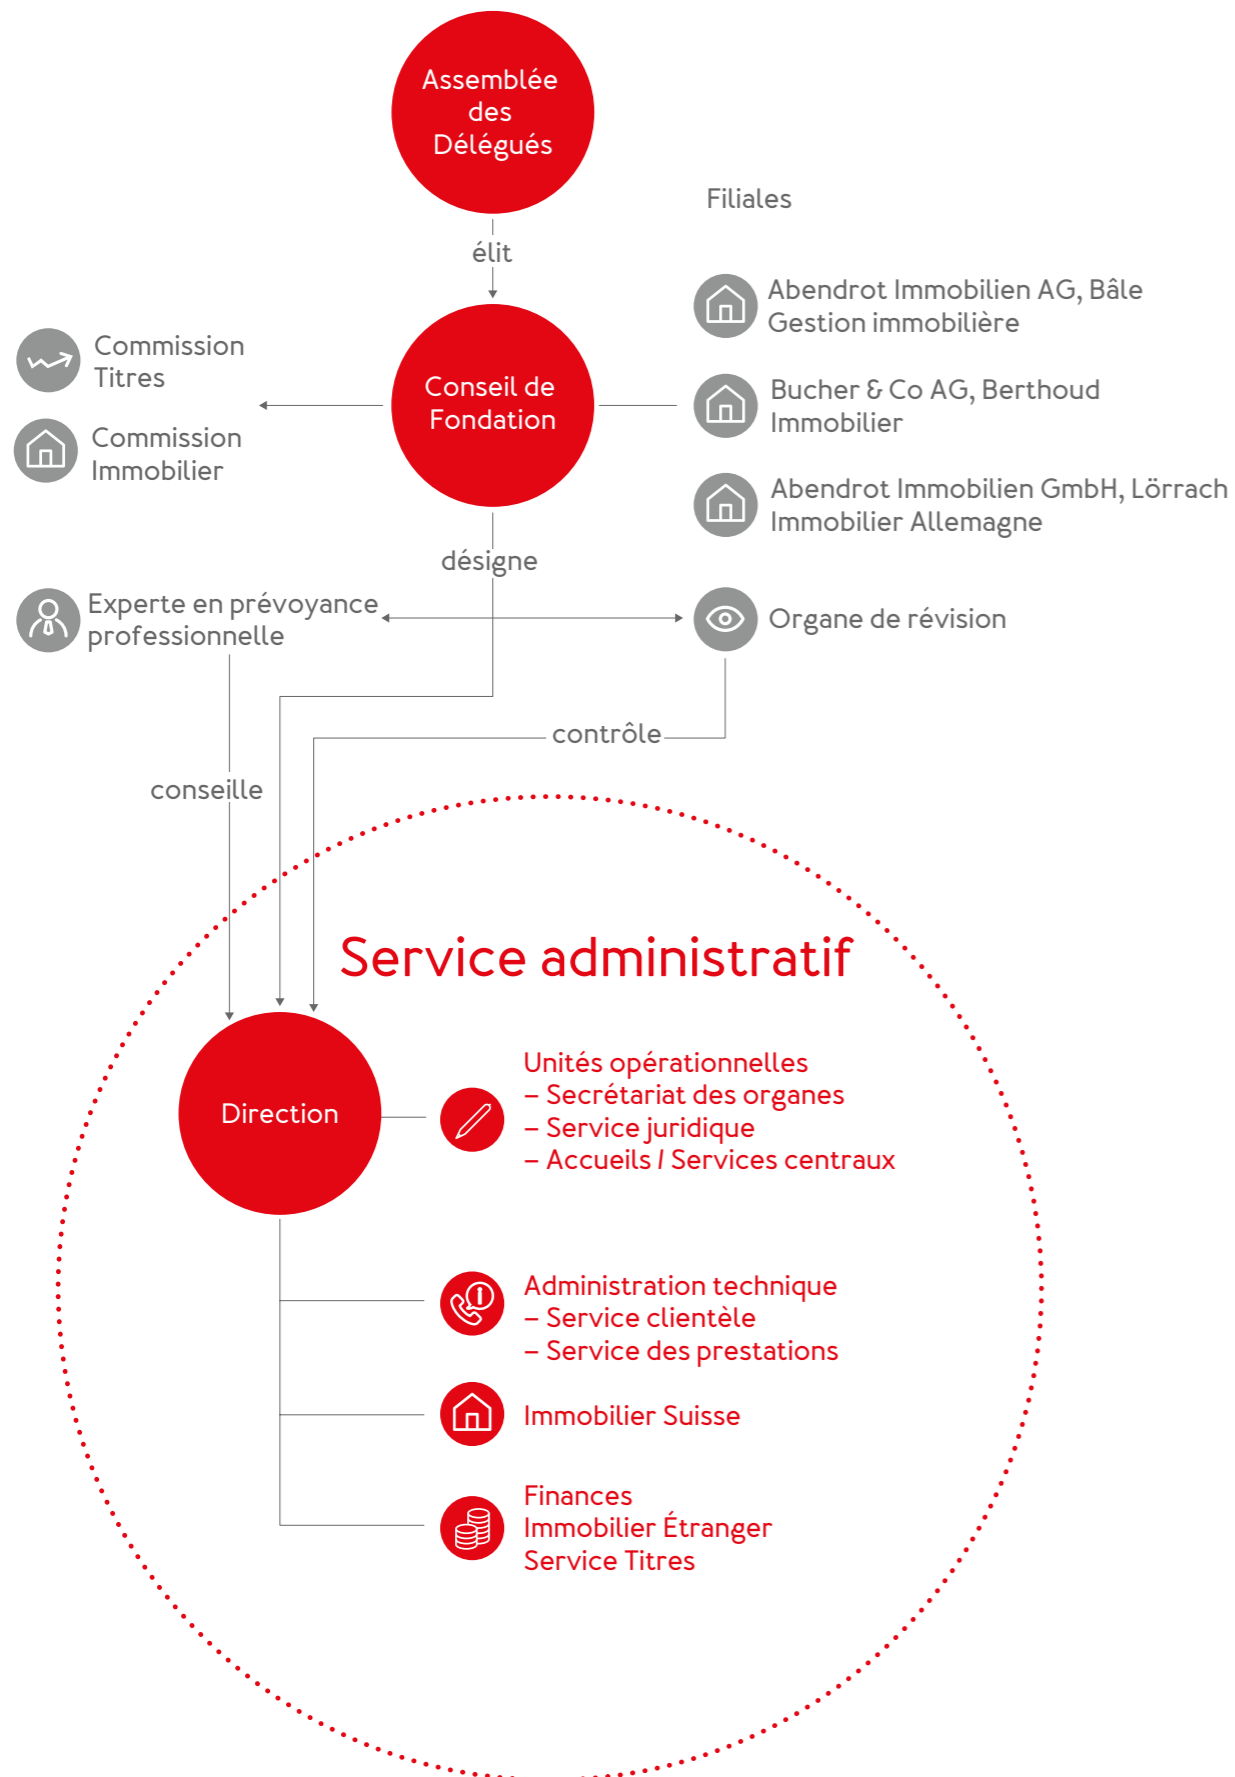 Assemblée
des
Délégués
élit
Filiales
Abendrot Immobilien AG, Bâle
Gestion immobilière
Commission
Titres
Conseil de
Fondation
Bucher & Co AG, Berthoud
Immobilier
Commission
Immobilier
Abendrot Immobilien GmbH, Lörrach
Immobilier Allemagne
désigne
Experte en prévoyance
professionnelle
Organe de révision
contrôle
conseille
Service administratif
Direction
Unités opérationnelles
– Secrétariat des organes
– Service juridique
– Accueils / Services centraux
Administration technique
– Service clientèle
– Service des prestations
Immobilier Suisse
Finances
Immobilier Étranger
Service Titres